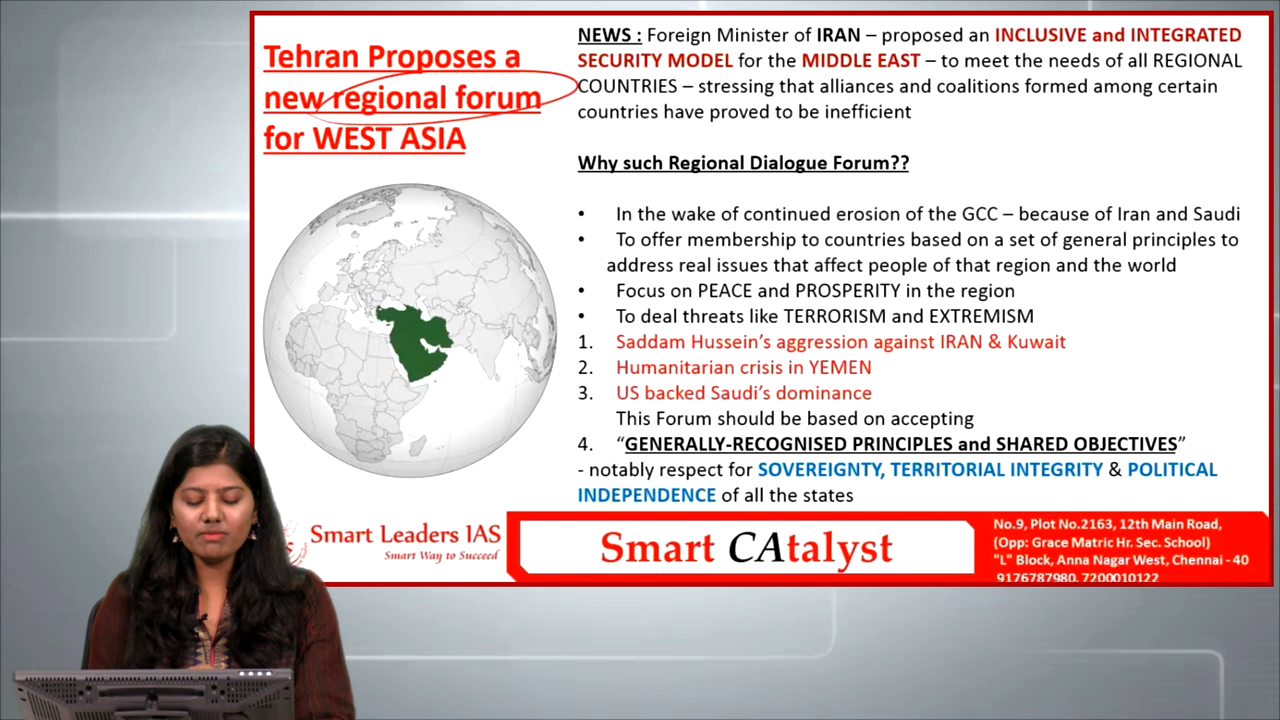 Tehran Proposes a
new regional forum
for WEST ASIA
NEWS : Foreign Minister of IRAN – proposed an INCLUSIVE and INTEGRATED
SECURITY MODEL for the MIDDLE EAST – to meet the needs of all REGIONAL
COUNTRIES – stressing that alliances and coalitions formed among certain
countries have proved to be inefficient
Why such Regional Dialogue Forum??
• In the wake of continued erosion of the GCC – because of Iran and Saudi
• To offer membership to countries based on a set of general principles to
address real issues that affect people of that region and the world
• Focus on PEACE and PROSPERITY in the region
• To deal threats like TERRORISM and EXTREMISM
1. Saddam Hussein’s aggression against IRAN & Kuwait
2. Humanitarian crisis in YEMEN
3. US backed Saudi’s dominance
This Forum should be based on accepting
4. “GENERALLY-RECOGNISED PRINCIPLES and SHARED OBJECTIVES”
- notably respect for SOVEREIGNTY, TERRITORIAL INTEGRITY & POLITICAL
INDEPENDENCE of all the states
Smart Leaders IAS
Smart Way to Succeed
Smart CAtalyst
No.9, Plot No.2163, 12th Main Road,
(Opp: Grace Matric Hr. Sec. School)
"L" Block, Anna Nagar West, Chennai - 40
9176787980, 7200010122